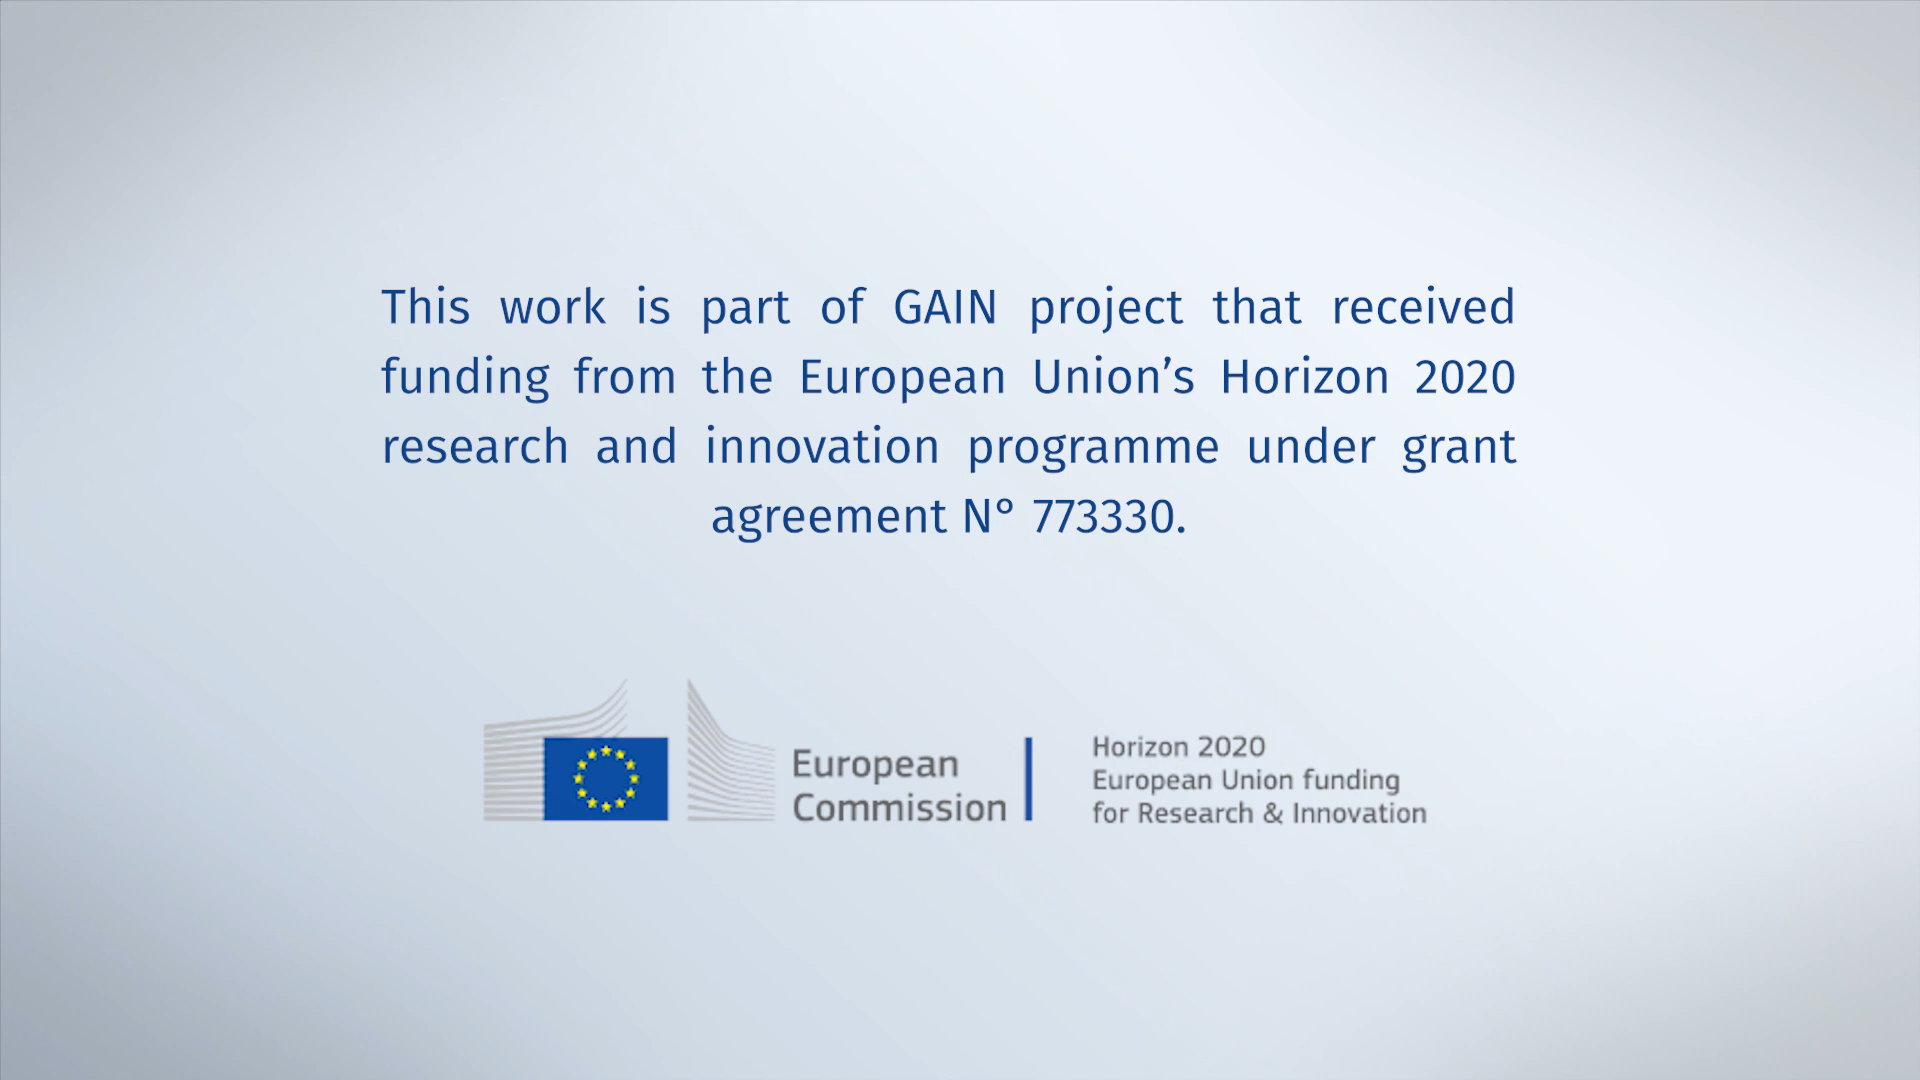 This work is part of GAIN project that received
funding from the European Union’s Horizon 2020
research and innovation programme under grant
agreement N° 773330.
European
Commission
Horizon 2020
European Union funding
for Research & Innovation